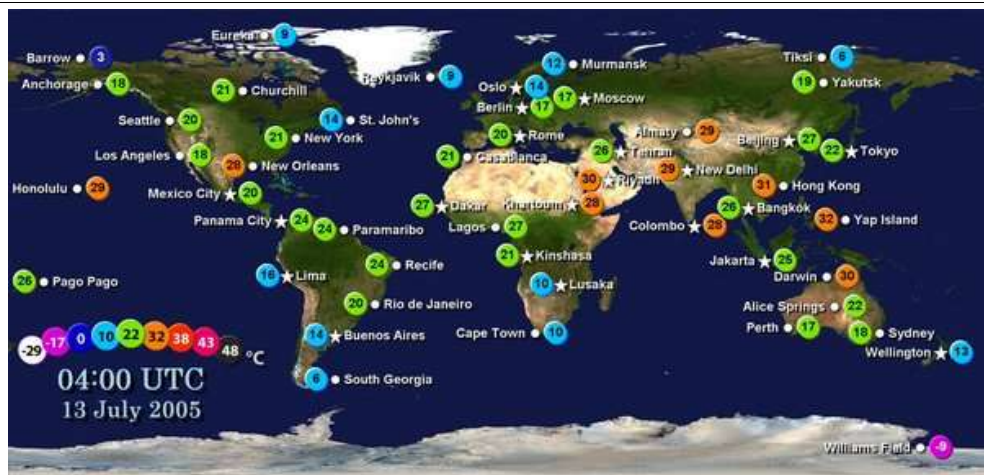 Eureka 9
Barrow 3
Tiksi 6
Murmansk 12
Reykjavik 9
Anchorage 18
Churchill 21
Oslo 14
Yakutsk 19
Berlin 17
Moscow 17
Seattle 20
St. John's 14
New York 21
Rome 20
Almaty 29
Beijing 27
Tokyo 22
Los Angeles 18
New Orleans 28
Casablanca 21
Tehran 26
New Delhi 29
Honolulu 29
Mexico City 20
Riyadh 30
Hong Kong 31
Dakar 27
Khartoum 28
Bangkok 26
Panama City 24
Paramaribo 24
Lagos 27
Colombo 28
Yap Island 32
Kinshasa 21
Jakarta 25
Recife 24
Lima 16
Pago Pago 26
Lusaka 10
Darwin 30
Rio de Janeiro 20
Alice Springs 22
Buenos Aires 14
Cape Town 10
Perth 17
Sydney 18
Wellington 13
-29 -17 0 10 22 32 38 43 48 °C
04:00 UTC
13 July 2005
South Georgia 6
Williams Field -9